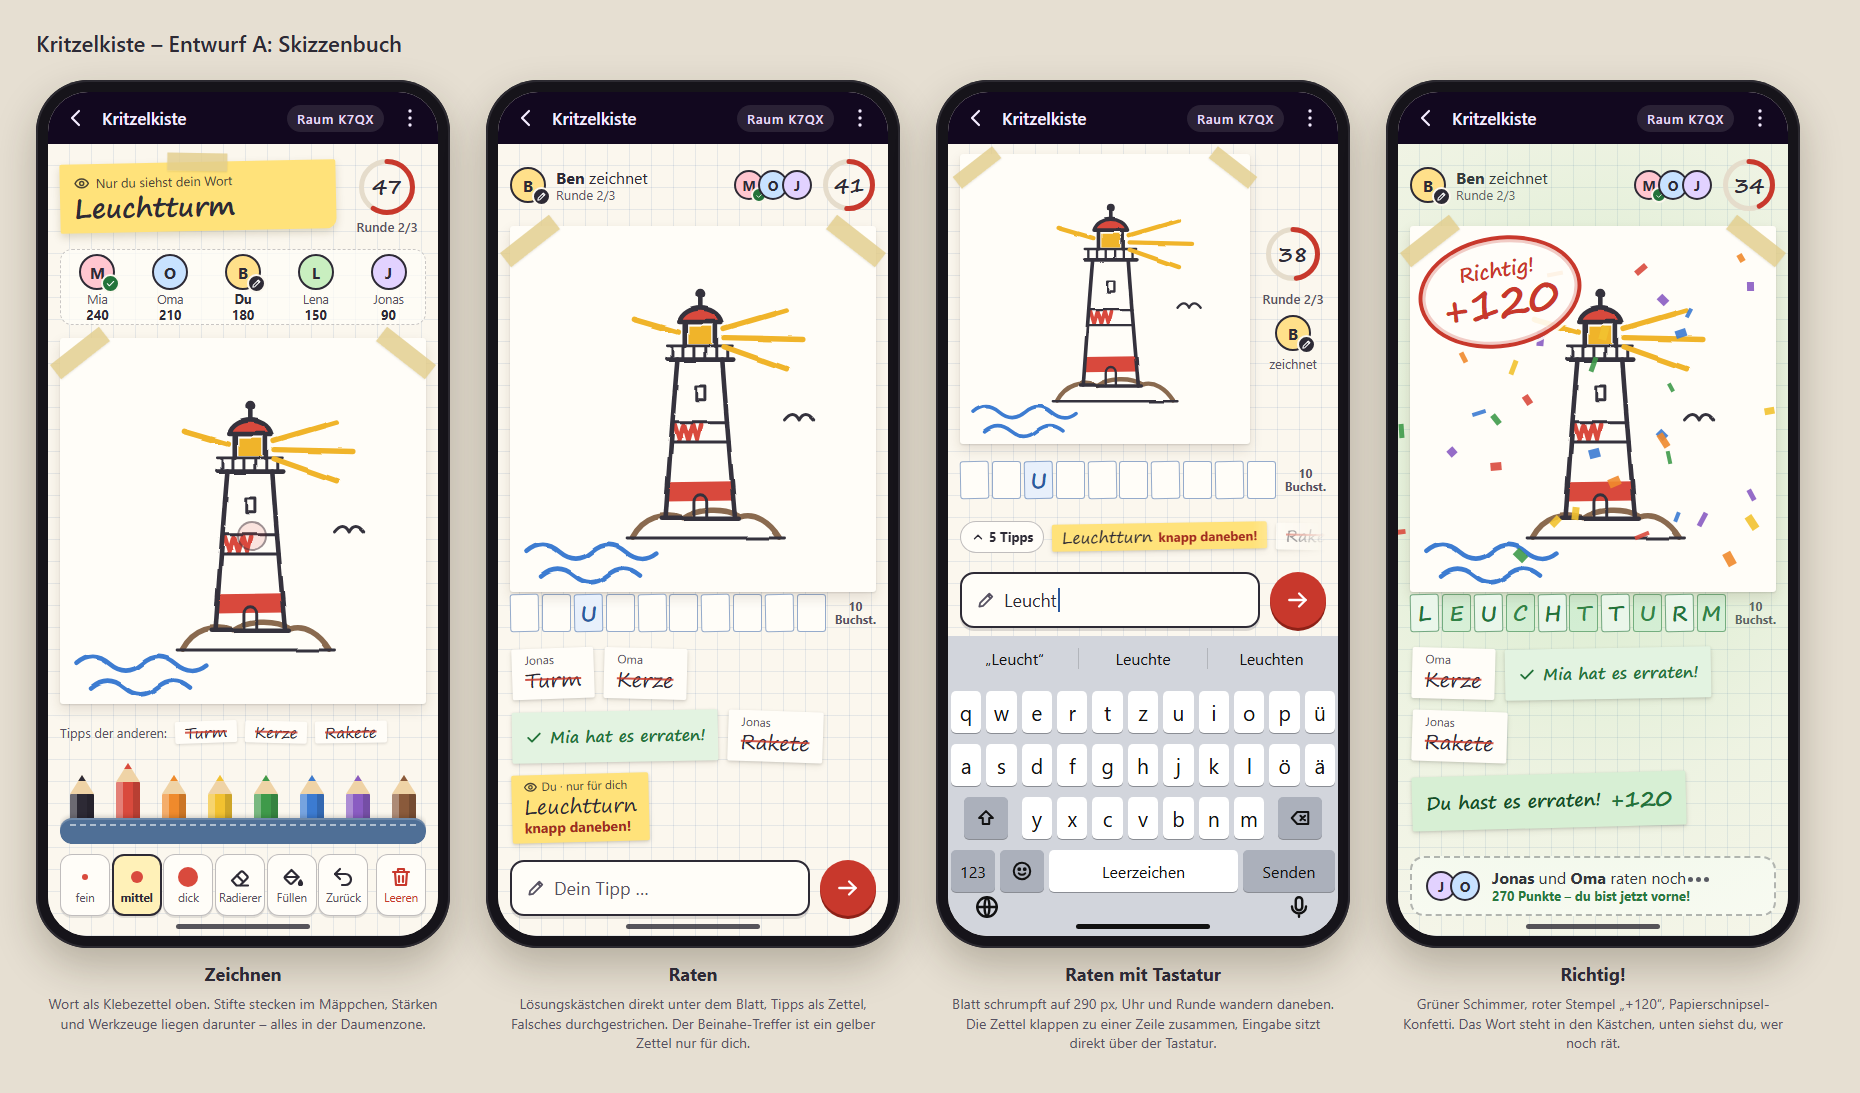 Kritzelkiste – Entwurf A: Skizzenbuch
Kritzelkiste
Raum K7QX
Nur du siehst dein Wort
Leuchtturm
47
Runde 2/3
M
O
B
L
J
Mia
Oma
Du
Lena
Jonas
240
210
180
150
90
Tipps der anderen:
Turm
Kerze
Rakete
fein
mittel
dick
Radierer
Füllen
Zurück
Leeren
Zeichnen
Wort als Klebezettel oben. Stifte stecken im Mäppchen, Stärken
und Werkzeuge liegen darunter – alles in der Daumenzone.
Kritzelkiste
Raum K7QX
B
Ben zeichnet
Runde 2/3
M
O
J
41
U
10
Buchst.
Jonas
Turm
Oma
Kerze
Mia hat es erraten!
Jonas
Rakete
Du · nur für dich
Leuchtturn
knapp daneben!
Dein Tipp ...
Raten
Lösungskästchen direkt unter dem Blatt, Tipps als Zettel,
Falsches durchgestrichen. Der Beinahe-Treffer ist ein gelber
Zettel nur für dich.
Kritzelkiste
Raum K7QX
38
Runde 2/3
B
zeichnet
U
10
Buchst.
5 Tipps
Leuchtturn knapp daneben!
Rake
Leucht
„Leucht“
Leuchte
Leuchten
q w e r t z u i o p ü
a s d f g h j k l ö ä
y x c v b n m
123
Leerzeichen
Senden
Raten mit Tastatur
Blatt schrumpft auf 290 px, Uhr und Runde wandern daneben.
Die Zettel klappen zu einer Zeile zusammen, Eingabe sitzt
direkt über der Tastatur.
Kritzelkiste
Raum K7QX
B
Ben zeichnet
Runde 2/3
M
O
J
34
Richtig!
+120
L E U C H T T U R M
10
Buchst.
Oma
Kerze
Mia hat es erraten!
Jonas
Rakete
Du hast es erraten! +120
J
O
Jonas und Oma raten noch•••
270 Punkte – du bist jetzt vorne!
Richtig!
Grüner Schimmer, roter Stempel „+120“, Papierschnipsel-
Konfetti. Das Wort steht in den Kästchen, unten siehst du, wer
noch rät.